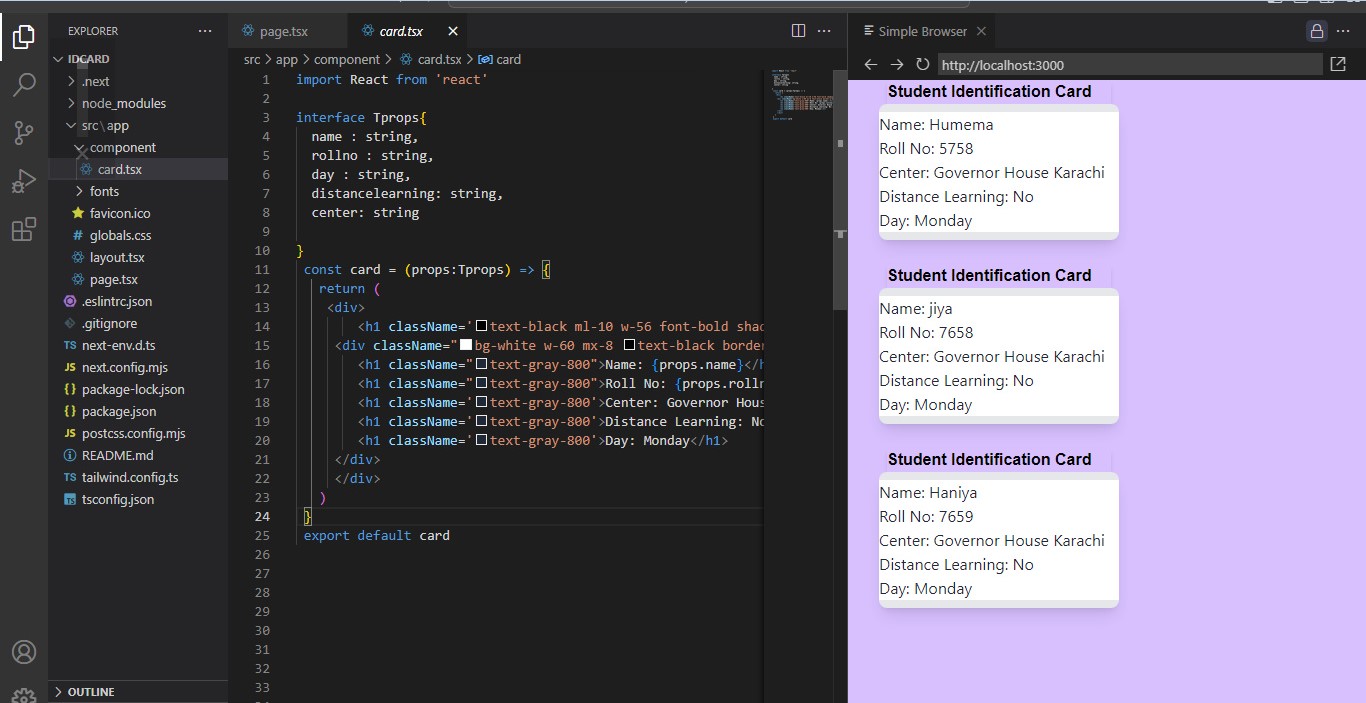 EXPLORER
IDCARD
.next
node_modules
src\app
component
card.tsx
fonts
favicon.ico
globals.css
layout.tsx
page.tsx
.eslintrc.json
.gitignore
next-env.d.ts
next.config.mjs
package-lock.json
package.json
postcss.config.mjs
README.md
tailwind.config.ts
tsconfig.json
OUTLINE
page.tsx
card.tsx
src > app > component > card.tsx > card
1 import React from 'react'
2
3 interface Tprops{
4 name : string,
5 rollno : string,
6 day : string,
7 distancelearning: string,
8 center: string
9
10 }
11 const card = (props:Tprops) => {
12 return (
13 <div>
14 <h1 className='text-black ml-10 w-56 font-bold shad
15 <div className="bg-white w-60 mx-8 text-black border
16 <h1 className="text-gray-800">Name: {props.name}</h
17 <h1 className="text-gray-800">Roll No: {props.rolln
18 <h1 className='text-gray-800'>Center: Governor Hous
19 <h1 className='text-gray-800'>Distance Learning: No
20 <h1 className='text-gray-800'>Day: Monday</h1>
21 </div>
22 </div>
23 )
24 }
25 export default card
26
27
28
29
30
31
32
33
Simple Browser
http://localhost:3000
Student Identification Card
Name: Humema
Roll No: 5758
Center: Governor House Karachi
Distance Learning: No
Day: Monday
Student Identification Card
Name: jiya
Roll No: 7658
Center: Governor House Karachi
Distance Learning: No
Day: Monday
Student Identification Card
Name: Haniya
Roll No: 7659
Center: Governor House Karachi
Distance Learning: No
Day: Monday